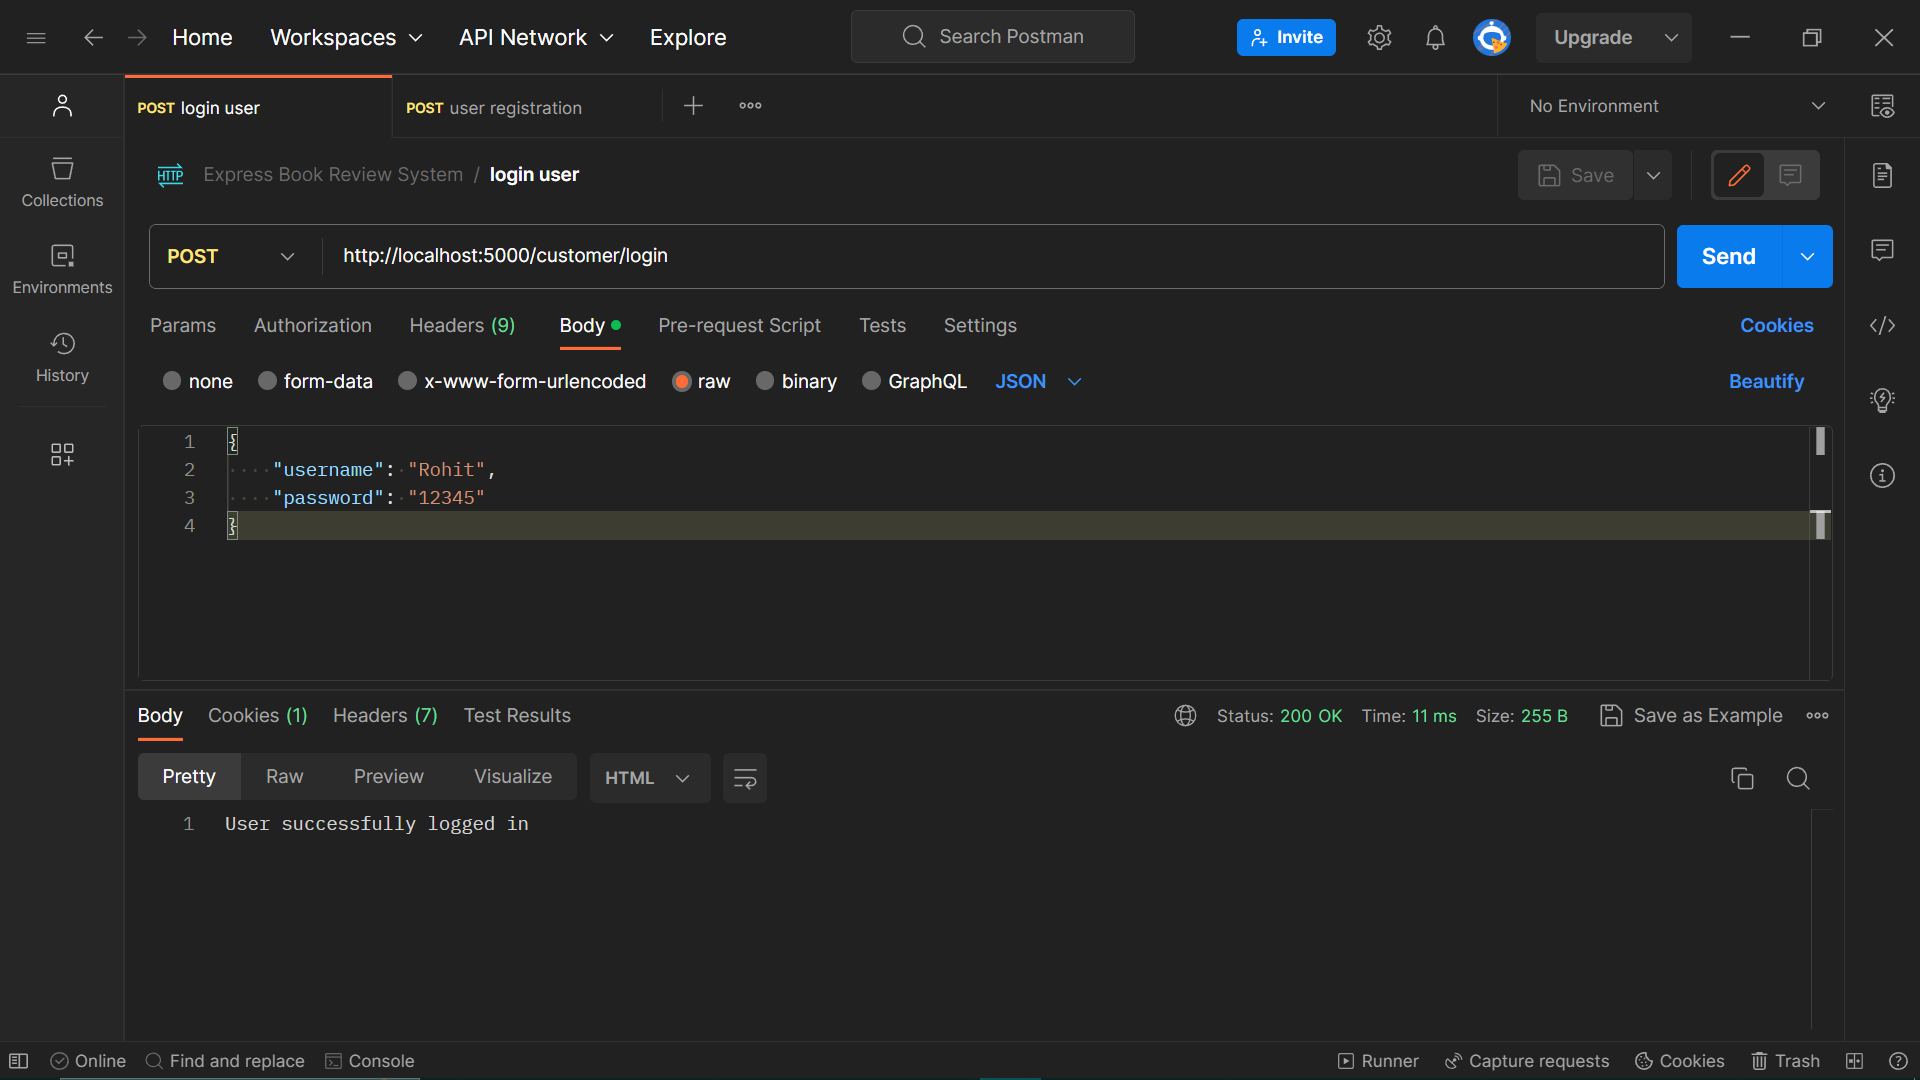 Home Workspaces API Network Explore Search Postman Invite Upgrade
POST login user POST user registration No Environment
HTTP Express Book Review System / login user Save
Collections
POST http://localhost:5000/customer/login Send
Environments
Params Authorization Headers (9) Body Pre-request Script Tests Settings Cookies
History
none form-data x-www-form-urlencoded raw binary GraphQL JSON Beautify
1 {
2 "username": "Rohit",
3 "password": "12345"
4 }
Body Cookies (1) Headers (7) Test Results Status: 200 OK Time: 11 ms Size: 255 B Save as Example
Pretty Raw Preview Visualize HTML
1 User successfully logged in
Online Find and replace Console Runner Capture requests Cookies Trash